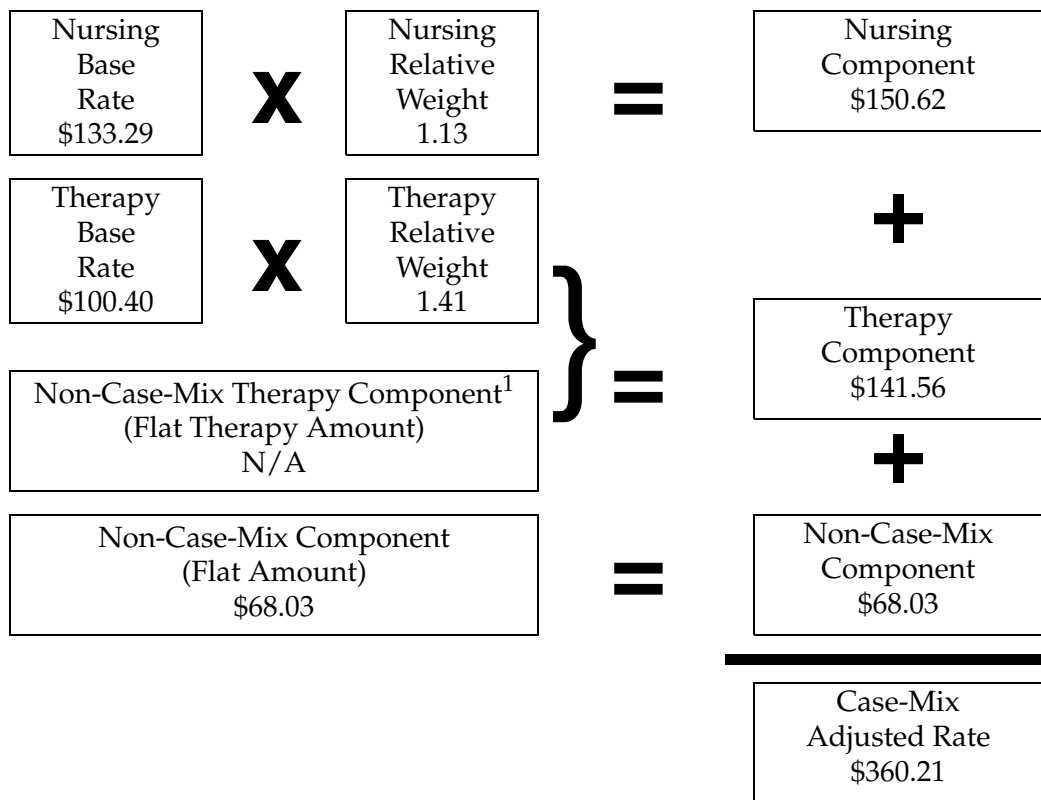 Nursing
Base
Rate
$133.29
x
Nursing
Relative
Weight
1.13
=
Nursing
Component
$150.62
Therapy
Base
Rate
$100.40
x
Therapy
Relative
Weight
1.41
+
Non-Case-Mix Therapy Component1
(Flat Therapy Amount)
N/A
}
=
Therapy
Component
$141.56
+
Non-Case-Mix Component
(Flat Amount)
$68.03
=
Non-Case-Mix
Component
$68.03
Case-Mix
Adjusted Rate
$360.21